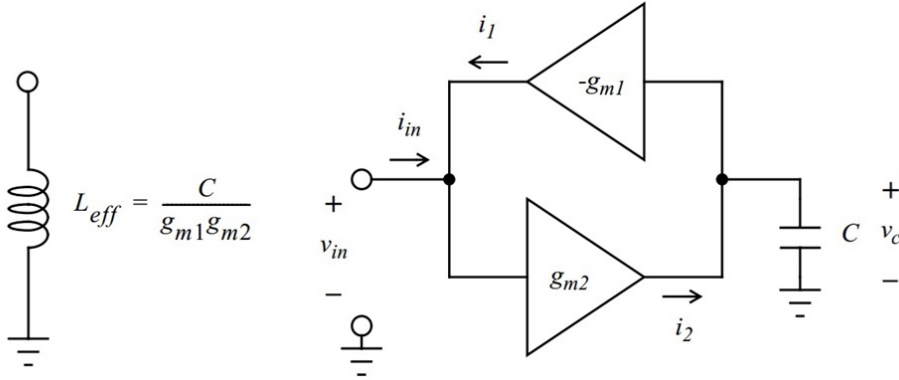 L_eff = C / g_m1 g_m2
i_in
+
v_in
−
i_1
-g_m1
g_m2
i_2
C
+
v_c
−